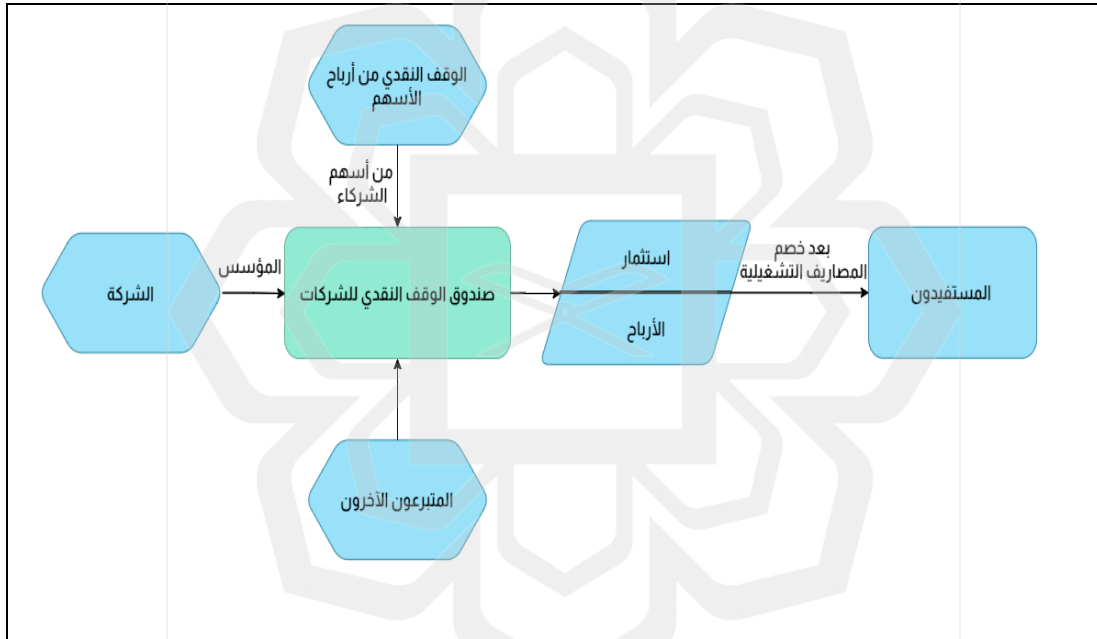 الوقف النقدي من أرباح
الأسهم
من أسهم
الشركاء
الشركة
المؤسس
صندوق الوقف النقدي للشركات
استثمار
الأرباح
بعد خصم
المصاريف التشغيلية
المستفيدون
المتبرعون الآخرون